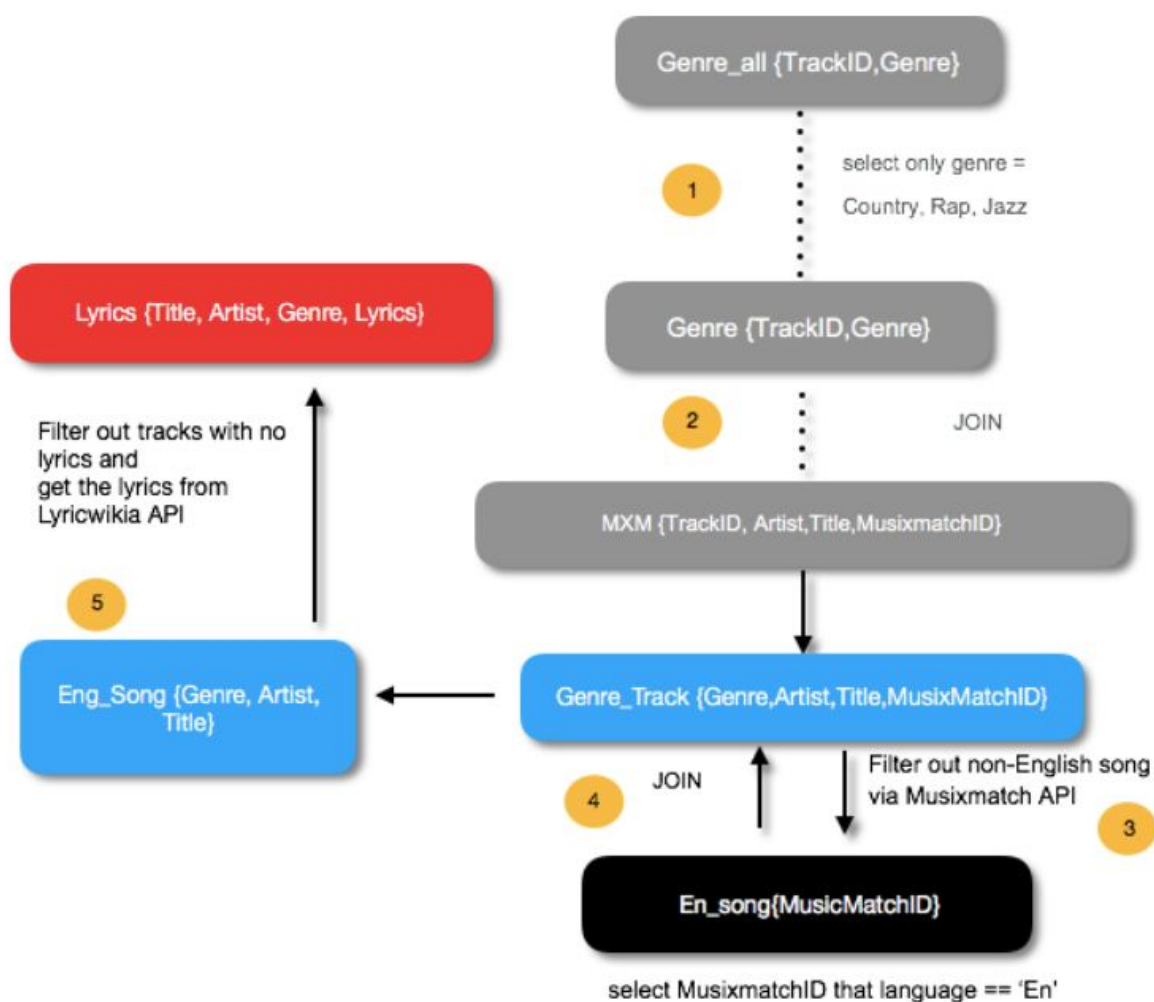 Genre_all {TrackID,Genre}
1
select only genre =
Country, Rap, Jazz
Lyrics {Title, Artist, Genre, Lyrics}
Genre {TrackID,Genre}
Filter out tracks with no
lyrics and
get the lyrics from
Lyricwikia API
2
JOIN
MXM {TrackID, Artist,Title,MusixmatchID}
5
Eng_Song {Genre, Artist,
Title}
Genre_Track {Genre,Artist,Title,MusixMatchID}
4
JOIN
Filter out non-English song
via Musixmatch API
3
En_song{MusicMatchID}
select MusixmatchID that language == ‘En’